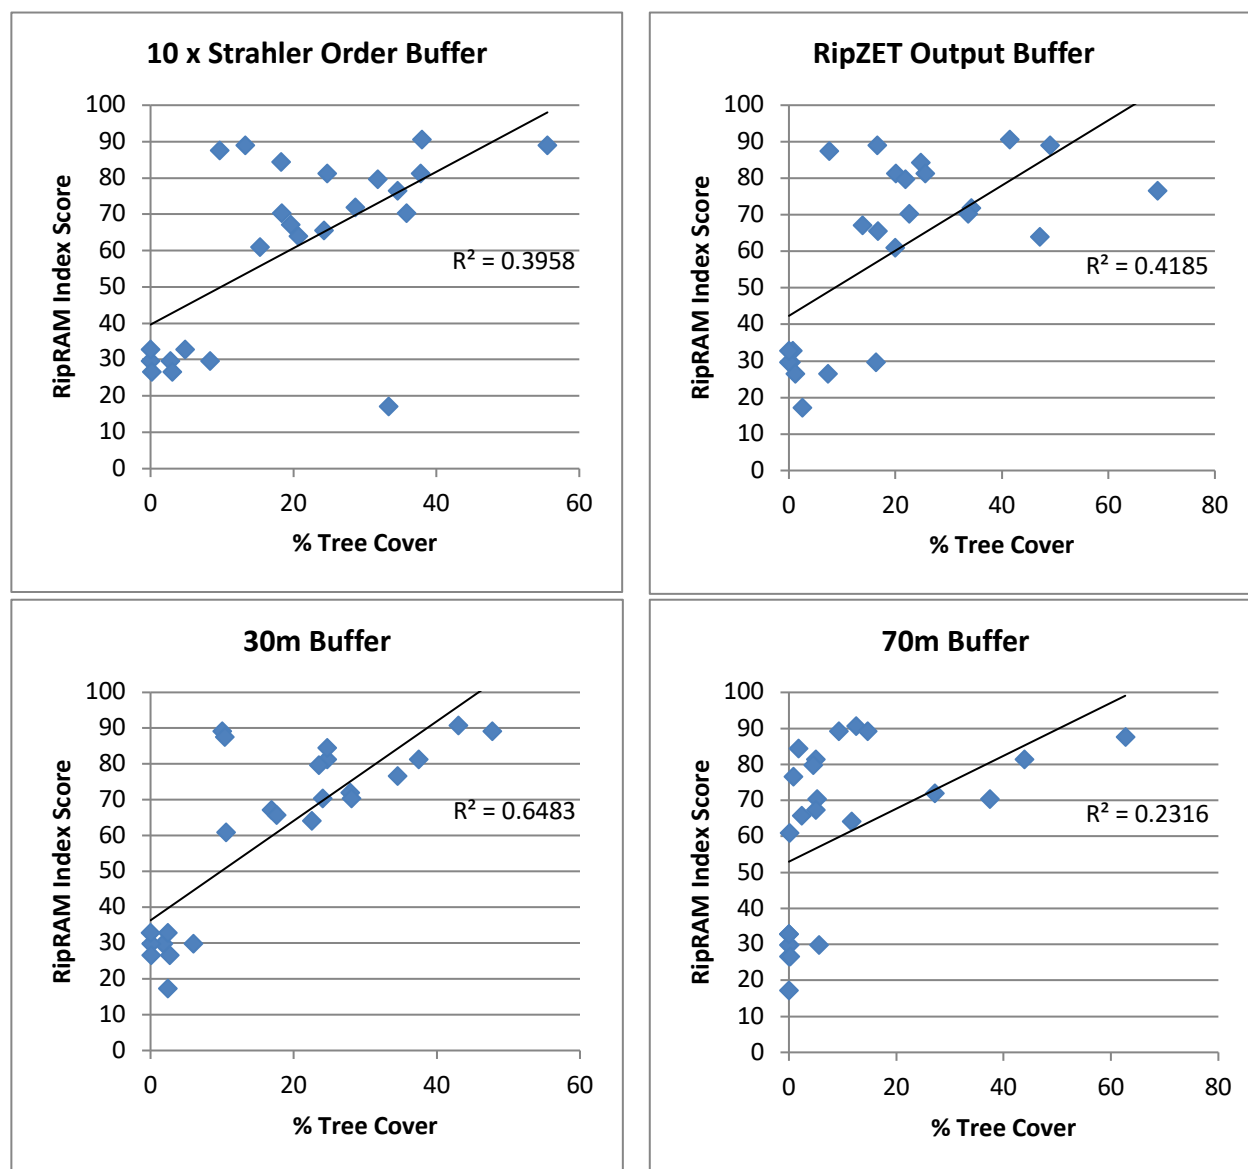 10 x Strahler Order Buffer
RipRAM Index Score
100
90
80
70
60
50
40
30
20
10
0
R² = 0.3958
0 20 40 60
% Tree Cover
RipZET Output Buffer
RipRAM Index Score
100
90
80
70
60
50
40
30
20
10
0
R² = 0.4185
0 20 40 60 80
% Tree Cover
30m Buffer
RipRAM Index Score
100
90
80
70
60
50
40
30
20
10
0
R² = 0.6483
0 20 40 60
% Tree Cover
70m Buffer
RipRAM Index Score
100
90
80
70
60
50
40
30
20
10
0
R² = 0.2316
0 20 40 60 80
% Tree Cover